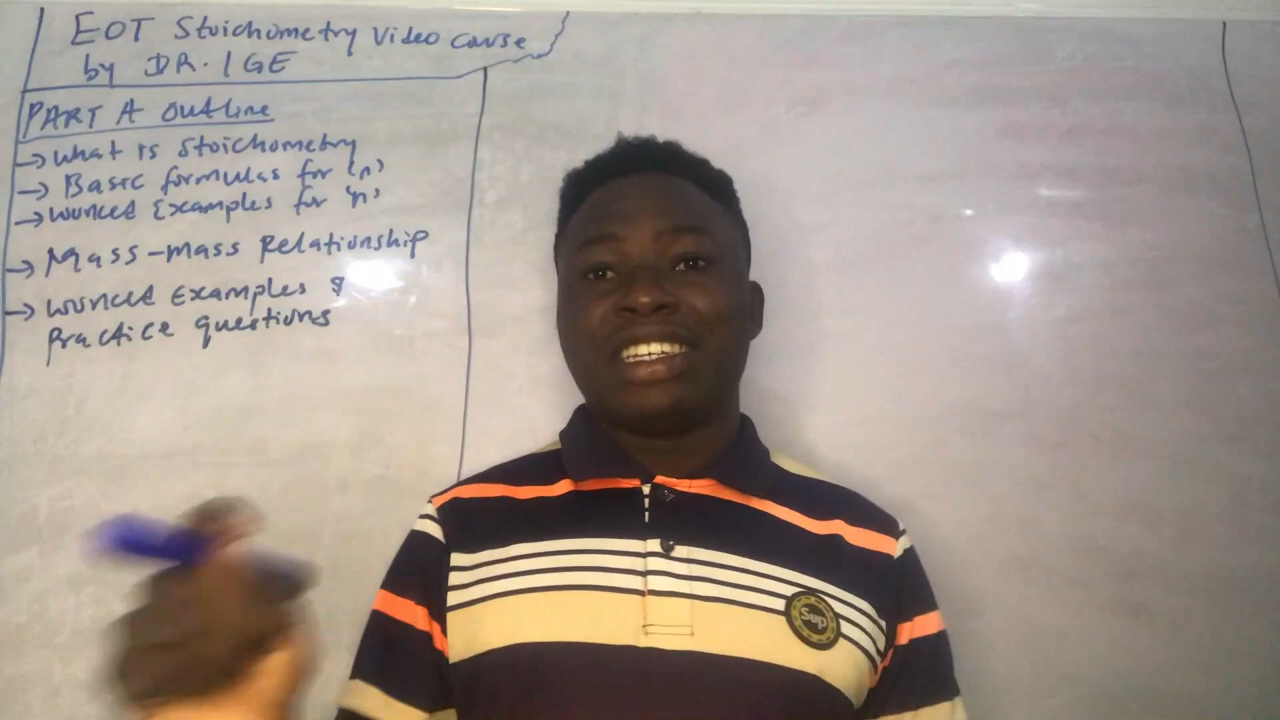 EOT Stoichometry Video Course
by DR. IGE
PART A Outline
→ What is Stoichometry
→ Basic formulas for 'n'
→ Worked Examples for 'n'
→ Mass-mass Relationship
→ Worked Examples &
Practice questions
Sup